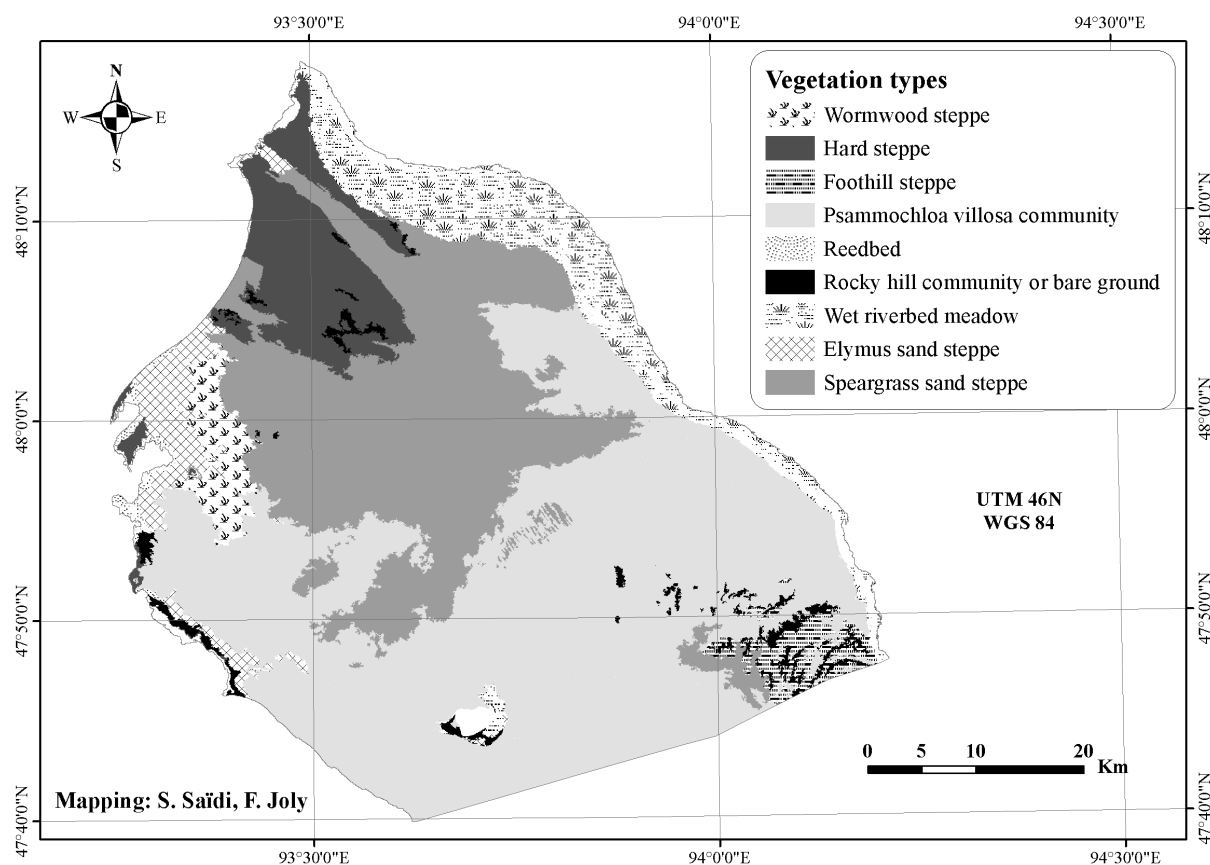 93°30'0"E 94°0'0"E 94°30'0"E
N
W E
S
Vegetation types
Wormwood steppe
Hard steppe
Foothill steppe
Psammochloa villosa community
Reedbed
Rocky hill community or bare ground
Wet riverbed meadow
Elymus sand steppe
Speargrass sand steppe
48°10'0"N 48°10'0"N
48°0'0"N 48°0'0"N
UTM 46N
WGS 84
47°50'0"N 47°50'0"N
0 5 10 20
Km
Mapping: S. Saïdi, F. Joly
47°40'0"N 47°40'0"N
93°30'0"E 94°0'0"E 94°30'0"E